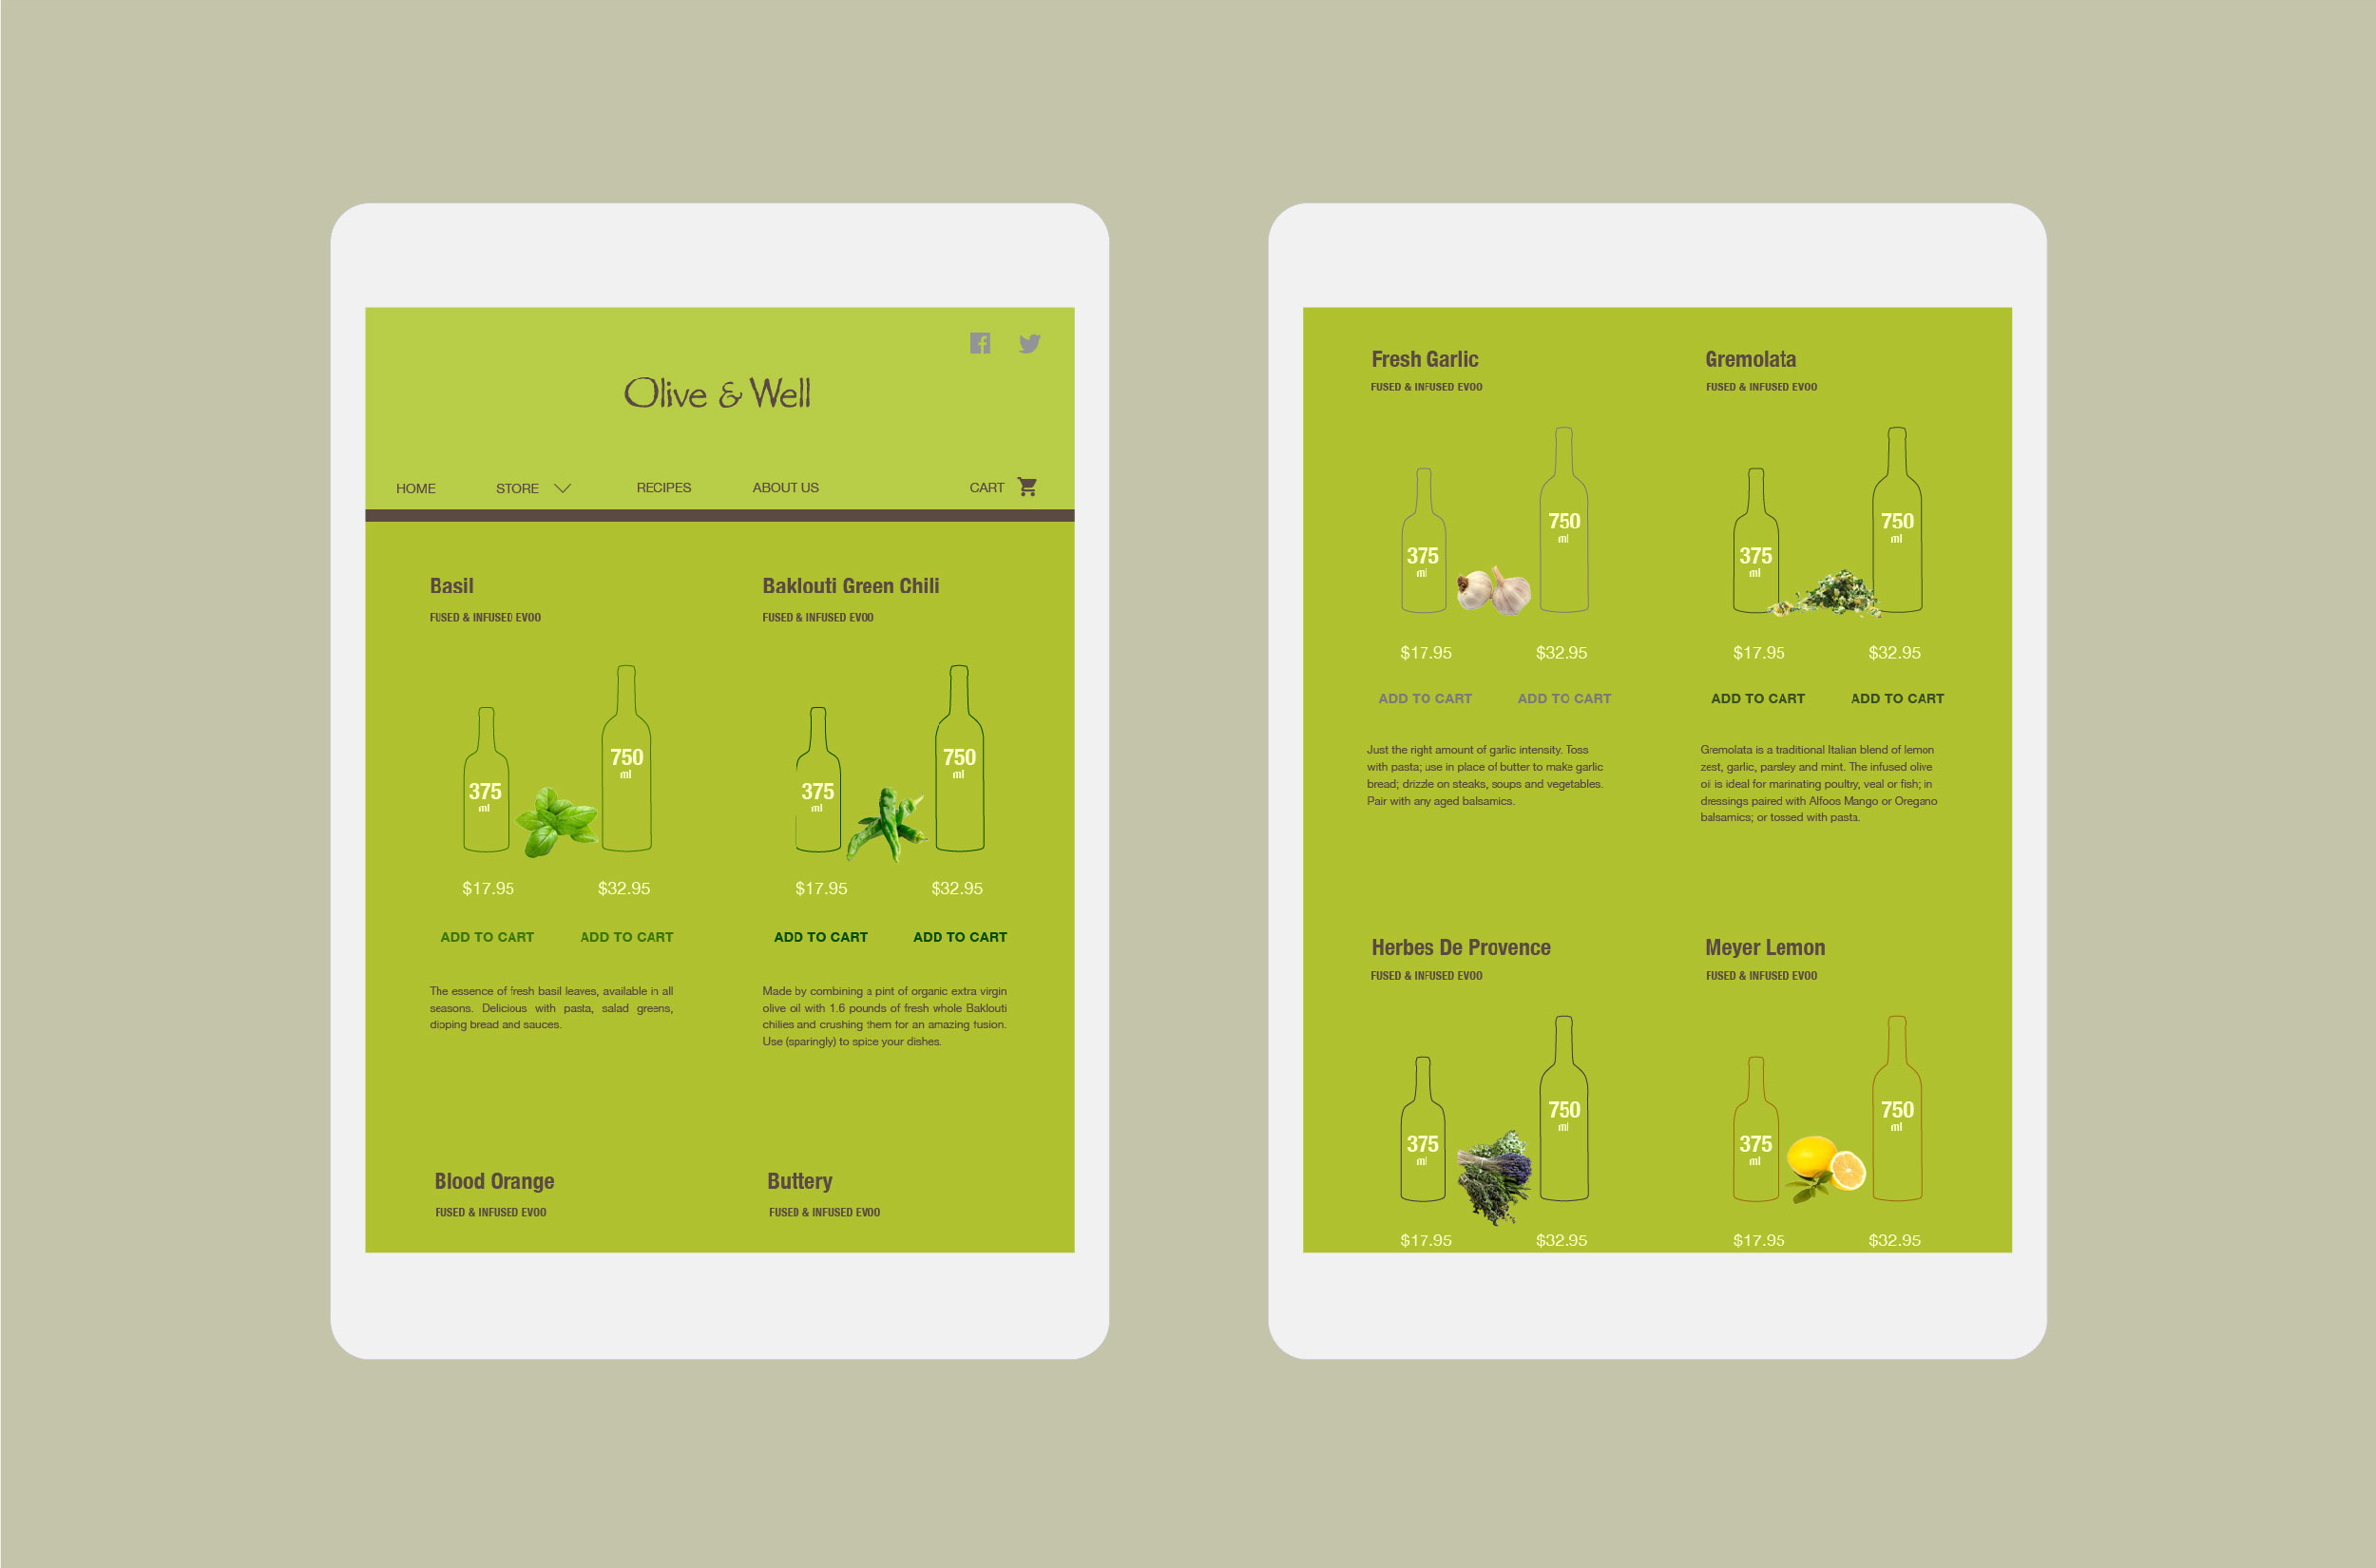 Olive & Well
HOME STORE RECIPES ABOUT US CART
Basil
FUSED & INFUSED EVOO
375
ml
750
ml
$17.95 $32.95
ADD TO CART ADD TO CART
The essence of fresh basil leaves, available in all
seasons. Delicious with pasta, salad greens,
dipping bread and sauces.
Baklouti Green Chili
FUSED & INFUSED EVOO
375
ml
750
ml
$17.95 $32.95
ADD TO CART ADD TO CART
Made by combining a pint of organic extra virgin
olive oil with 1.6 pounds of fresh whole Baklouti
chilies and crushing them for an amazing fusion.
Use (sparingly) to spice your dishes.
Blood Orange
FUSED & INFUSED EVOO
Buttery
FUSED & INFUSED EVOO
Fresh Garlic
FUSED & INFUSED EVOO
375
ml
750
ml
$17.95 $32.95
ADD TO CART ADD TO CART
Just the right amount of garlic intensity. Toss
with pasta; use in place of butter to make garlic
bread; drizzle on steaks, soups and vegetables.
Pair with any aged balsamics.
Gremolata
FUSED & INFUSED EVOO
375
ml
750
ml
$17.95 $32.95
ADD TO CART ADD TO CART
Gremolata is a traditional Italian blend of lemon
zest, garlic, parsley and mint. The infused olive
oi is ideal for marinating poultry, veal or fish; in
dressings paired with Alfoos Mango or Oregano
balsamics; or tossed with pasta.
Herbes De Provence
FUSED & INFUSED EVOO
375
ml
750
ml
$17.95 $32.95
Meyer Lemon
FUSED & INFUSED EVOO
375
ml
750
ml
$17.95 $32.95